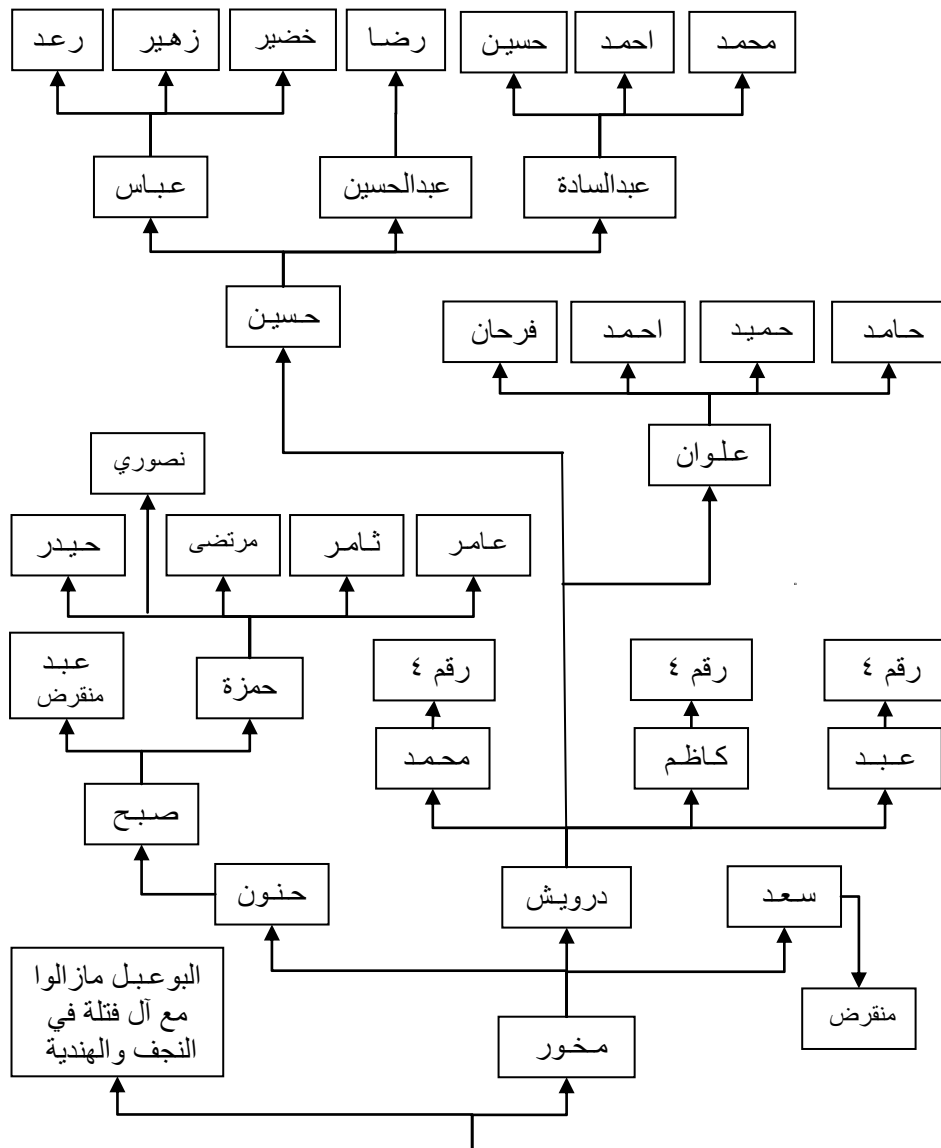 محمد
احمد
حسين
رضا
خضير
زهير
رعد
عبدالسادة
عبدالحسين
عباس
حسين
حامد
حميد
احمد
فرحان
علوان
نصوري
عامر
ثامر
مرتضى
حيدر
حمزة
عبد
منقرض
رقم ٤
رقم ٤
رقم ٤
عبد
كاظم
محمد
صبح
سعد
درويش
حنون
منقرض
مخور
البوعبل مازالوا
مع آل فتلة في
النجف والهندية